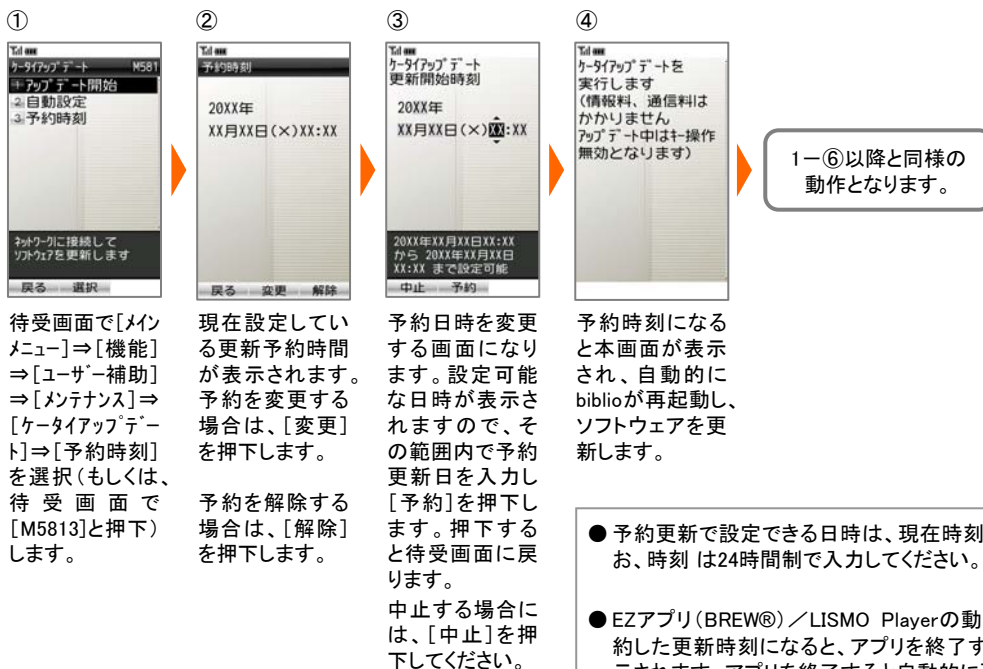 ①
ケータイアップデート M581
1 アップデート開始
2 自動設定
3 予約時刻
ネットワークに接続して
ソフトウェアを更新します
戻る 選択
待受画面で[メイン
メニュー]⇒[機能]
⇒[ユーザー補助]
⇒[メンテナンス]⇒
[ケータイアップデー
ト]⇒[予約時刻]
を選択(もしくは、
待受画面で
[M5813]と押下)
します。
②
予約時刻
20XX年
XX月XX日(×)XX:XX
戻る 変更 解除
現在設定してい
る更新予約時間
が表示されます。
予約を変更する
場合は、[変更]
を押下します。
予約を解除する
場合は、[解除]
を押下します。
③
ケータイアップデート
更新開始時刻
20XX年
XX月XX日(×)XX:XX
20XX年XX月XX日XX:XX
から 20XX年XX月XX日
XX:XX まで設定可能
中止 予約
予約日時を変更
する画面になり
ます。設定可能
な日時が表示さ
れますので、そ
の範囲内で予約
更新日を入力し
[予約]を押下し
ます。押下する
と待受画面に戻
ります。
中止する場合に
は、[中止]を押
下してください。
④
ケータイアップデートを
実行します
(情報料、通信料は
かかりません
アップデート中はキー操作
無効となります)
予約時刻になる
と本画面が表示
され、自動的に
biblioが再起動し、
ソフトウェアを更
新します。
1-⑥以降と同様の
動作となります。
● 予約更新で設定できる日時は、現在時刻
お、時刻 は24時間制で入力してください。
● EZアプリ(BREW®)/LISMO Playerの動
約した更新時刻になると、アプリを終了す